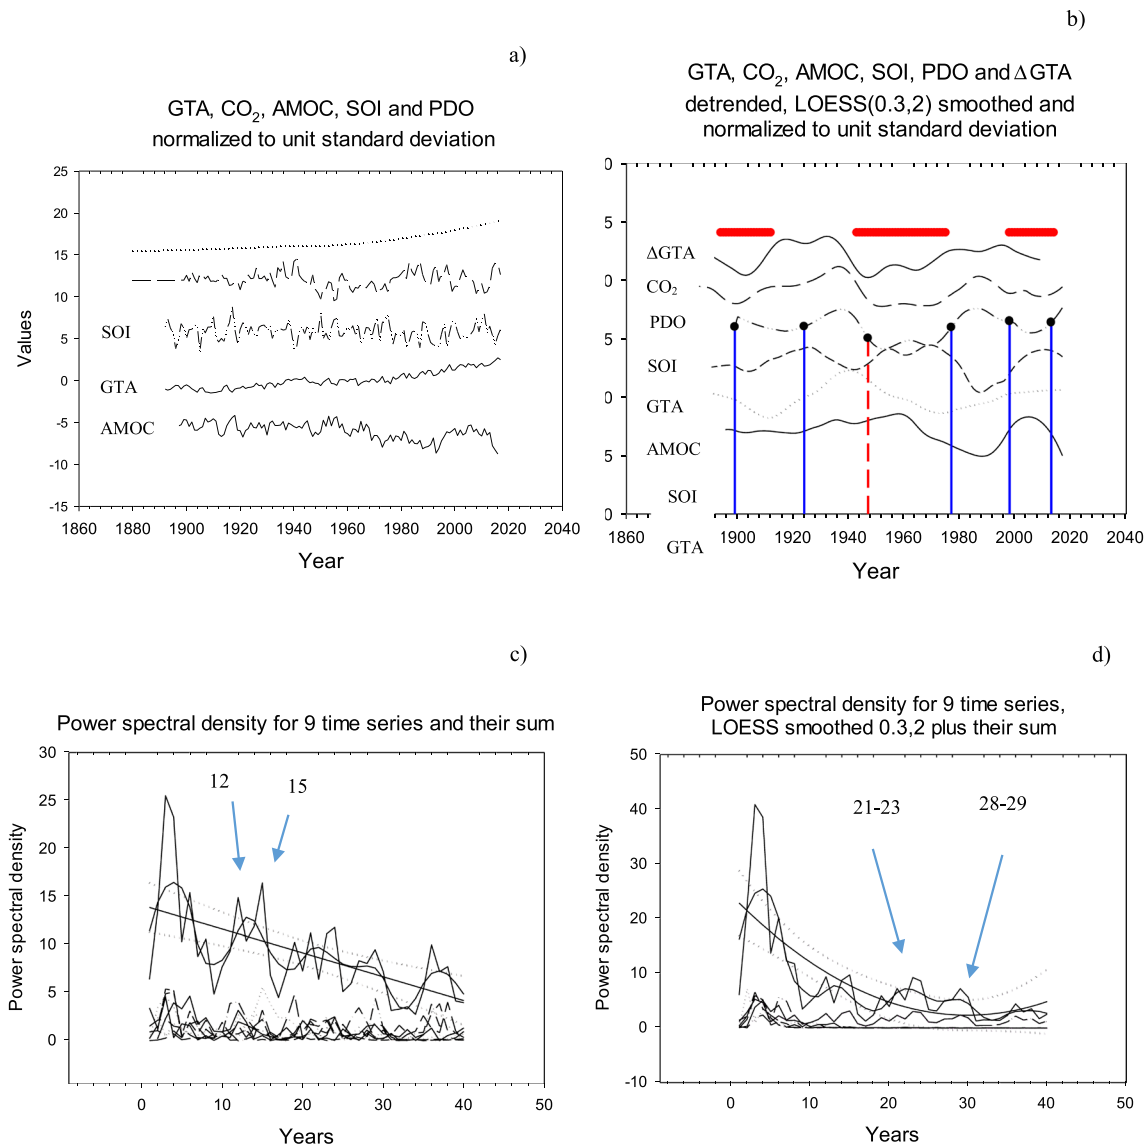 a)
GTA, CO2, AMOC, SOI and PDO
normalized to unit standard deviation
25
20
15
10
5
0
-5
-10
-15
Values
SOI
GTA
AMOC
1860 1880 1900 1920 1940 1960 1980 2000 2020 2040
Year
b)
GTA, CO2, AMOC, SOI, PDO and ΔGTA
detrended, LOESS(0.3,2) smoothed and
normalized to unit standard deviation
0
5
0
5
0
5
0
ΔGTA
CO2
PDO
SOI
GTA
AMOC
SOI
GTA
1860 1900 1920 1940 1960 1980 2000 2020 2040
Year
c)
Power spectral density for 9 time series and their sum
30
25
20
15
10
5
0
Power spectral density
12 15
0 10 20 30 40 50
Years
d)
Power spectral density for 9 time series,
LOESS smoothed 0.3,2 plus their sum
50
40
30
20
10
0
-10
Power spectral density
21-23 28-29
0 10 20 30 40 50
Years